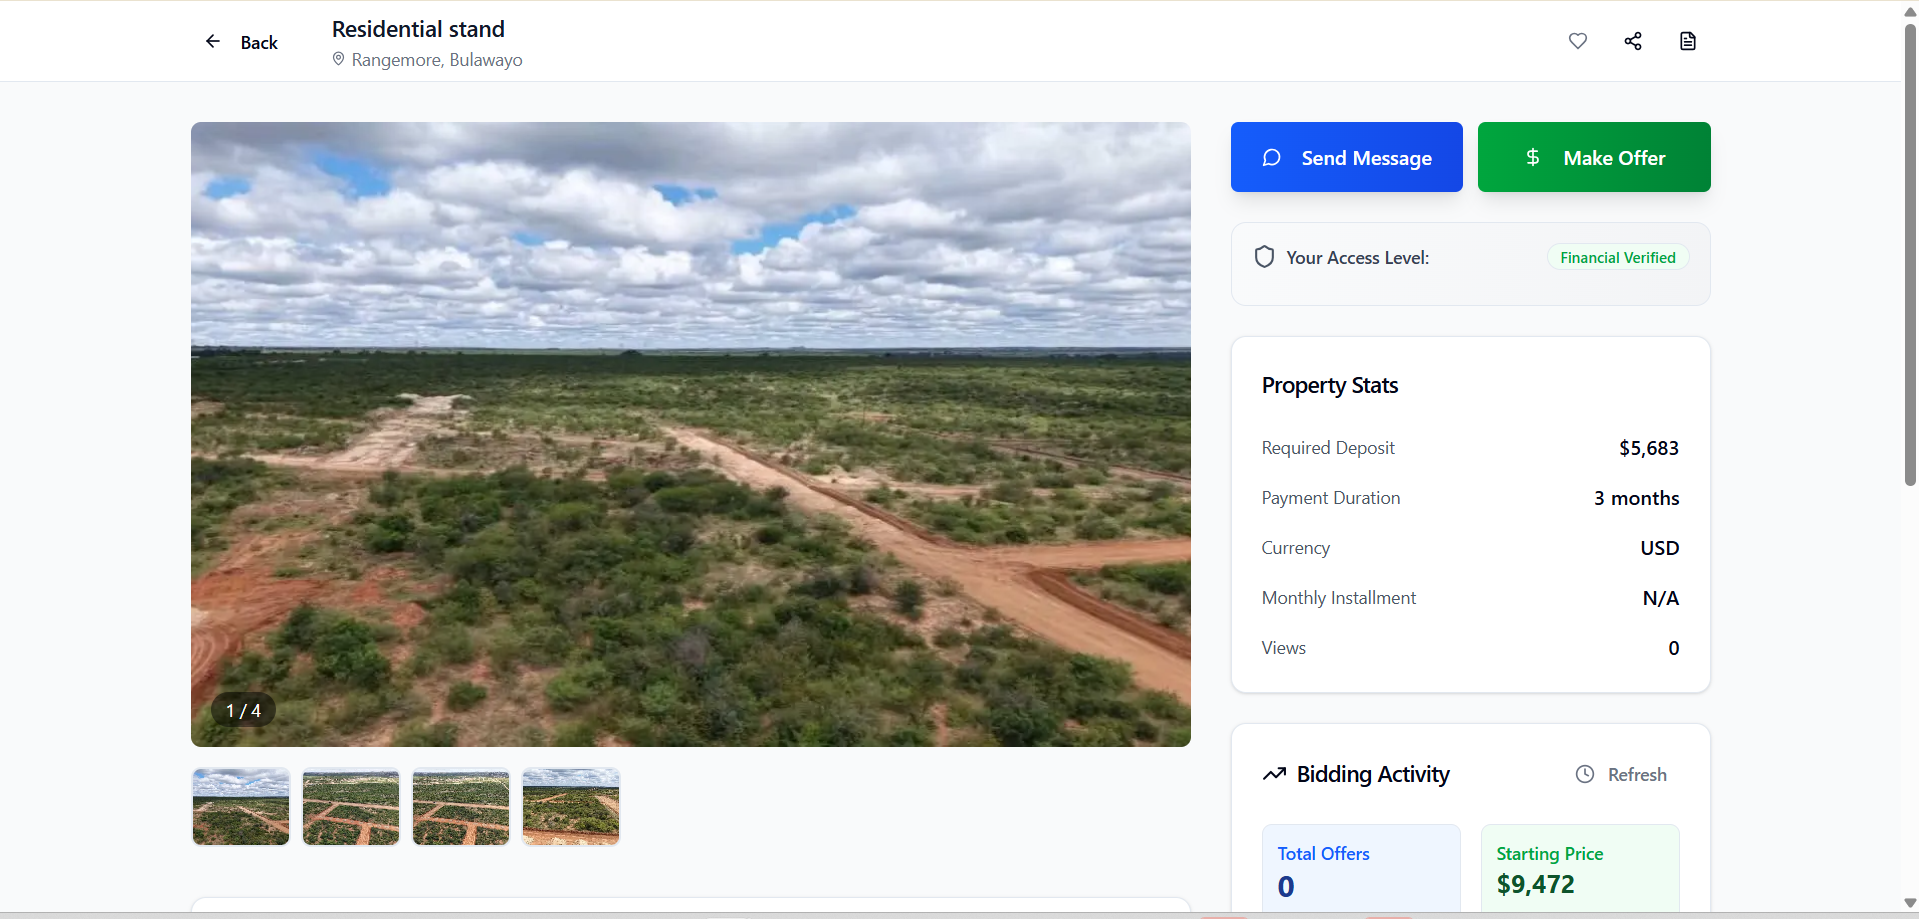 Back
Residential stand
Rangemore, Bulawayo
Send Message
Make Offer
Your Access Level:
Financial Verified
Property Stats
Required Deposit $5,683
Payment Duration 3 months
Currency USD
Monthly Installment N/A
Views 0
1 / 4
Bidding Activity
Refresh
Total Offers
0
Starting Price
$9,472